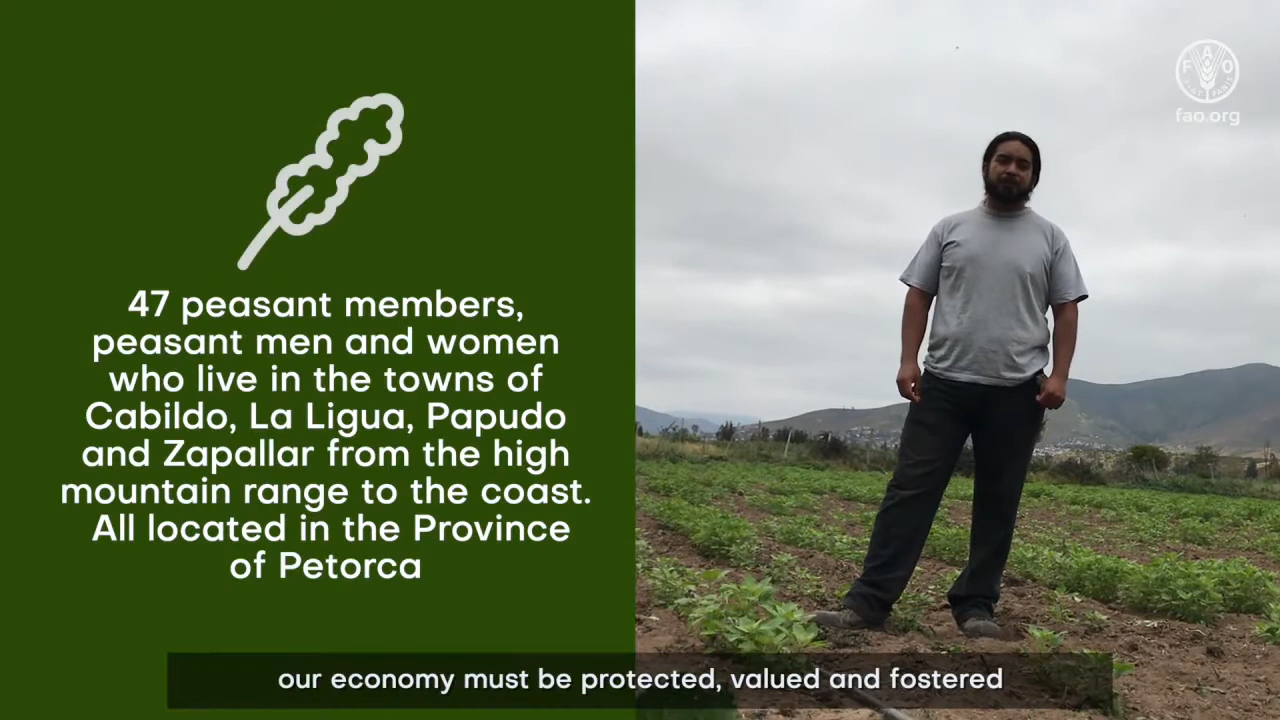 47 peasant members,
peasant men and women
who live in the towns of
Cabildo, La Ligua, Papudo
and Zapallar from the high
mountain range to the coast.
All located in the Province
of Petorca
F A O
fao.org
our economy must be protected, valued and fostered